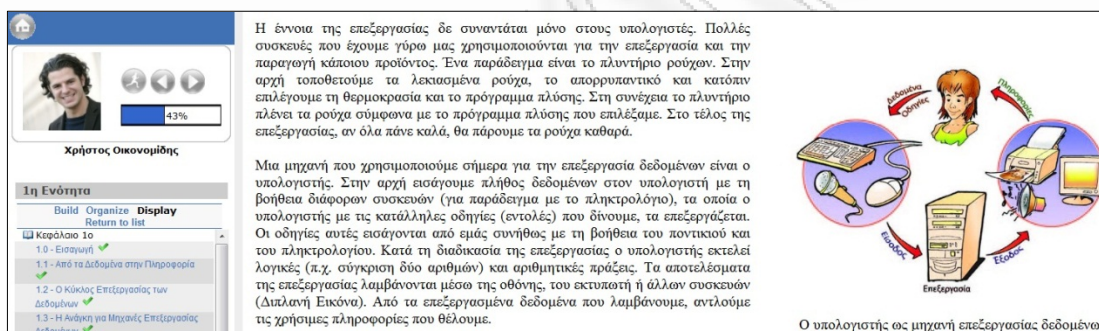 43%
Χρήστος Οικονομίδης
1η Ενότητα
Build Organize Display
Return to list
Κεφάλαιο 1ο
1.0 - Εισαγωγή
1.1 - Από τα Δεδομένα στην Πληροφορία
1.2 - Ο Κύκλος Επεξεργασίας των
Δεδομένων
1.3 - Η Ανάγκη για Μηχανές Επεξεργασίας
Η έννοια της επεξεργασίας δε συναντάται μόνο στους υπολογιστές. Πολλές
συσκευές που έχουμε γύρω μας χρησιμοποιούνται για την επεξεργασία και την
παραγωγή κάποιου προϊόντος. Ένα παράδειγμα είναι το πλυντήριο ρούχων. Στην
αρχή τοποθετούμε τα λεκιασμένα ρούχα, το απορρυπαντικό και κατόπιν
επιλέγουμε τη θερμοκρασία και το πρόγραμμα πλύσης. Στη συνέχεια το πλυντήριο
πλένει τα ρούχα σύμφωνα με το πρόγραμμα πλύσης που επιλέξαμε. Στο τέλος της
επεξεργασίας, αν όλα πάνε καλά, θα πάρουμε τα ρούχα καθαρά.
Μια μηχανή που χρησιμοποιούμε σήμερα για την επεξεργασία δεδομένων είναι ο
υπολογιστής. Στην αρχή εισάγουμε πλήθος δεδομένων στον υπολογιστή με τη
βοήθεια διάφορων συσκευών (για παράδειγμα με το πληκτρολόγιο), τα οποία ο
υπολογιστής με τις κατάλληλες οδηγίες (εντολές) που δίνουμε, τα επεξεργάζεται.
Οι οδηγίες αυτές εισάγονται από εμάς συνήθως με τη βοήθεια του ποντικιού και
του πληκτρολογίου. Κατά τη διαδικασία της επεξεργασίας ο υπολογιστής εκτελεί
λογικές (π.χ. σύγκριση δύο αριθμών) και αριθμητικές πράξεις. Τα αποτελέσματα
της επεξεργασίας λαμβάνονται μέσω της οθόνης, του εκτυπωτή ή άλλων συσκευών
(Διπλανή Εικόνα). Από τα επεξεργασμένα δεδομένα που λαμβάνουμε, αντλούμε
τις χρήσιμες πληροφορίες που θέλουμε.
Δεδομένα
Οδηγίες
Πληροφορίες
Είσοδος
Έξοδος
Επεξεργασία
Ο υπολογιστής ως μηχανή επεξεργασίας δεδομένων